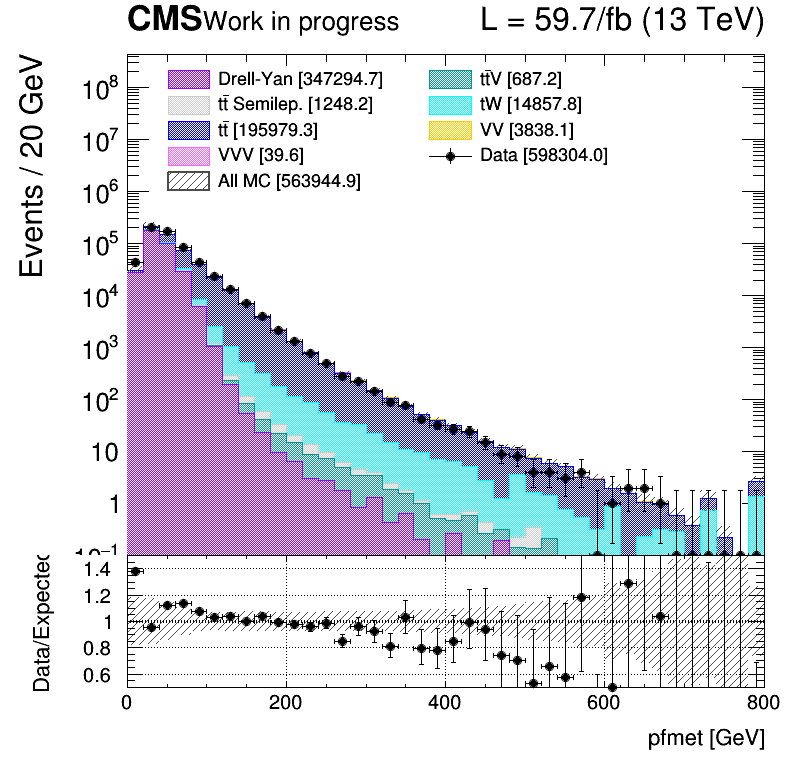 CMS Work in progress L = 59.7/fb (13 TeV)
Events / 20 GeV
Drell-Yan [347294.7]
tt̄ Semilep. [1248.2]
tt̄ [195979.3]
VVV [39.6]
All MC [563944.9]
tt̄V [687.2]
tW [14857.8]
VV [3838.1]
Data [598304.0]
10⁸
10⁷
10⁶
10⁵
10⁴
10³
10²
10
1
10⁻¹
Data/Expected
1.4
1.2
1
0.8
0.6
0 200 400 600 800
pfmet [GeV]